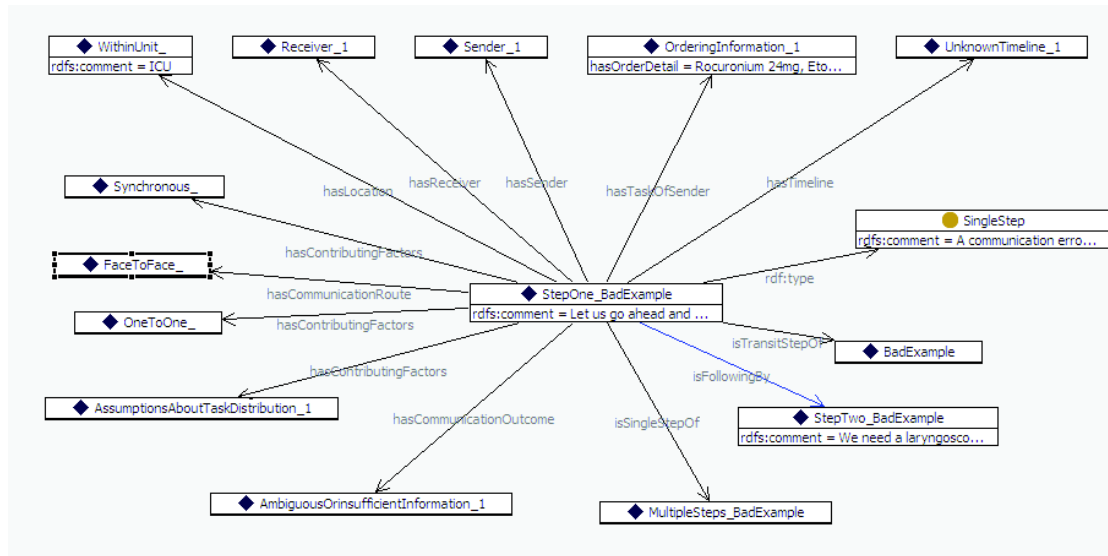 WithinUnit_
rdfs:comment = ICU
Receiver_1
Sender_1
OrderingInformation_1
hasOrderDetail = Rocuronium 24mg, Eto...
UnknownTimeline_1
hasLocation
hasReceiver
hasSender
hasTaskOfSender
hasTimeline
Synchronous_
SingleStep
rdfs:comment = A communication erro...
hasContributingFactors
FaceToFace_
rdf:type
hasCommunicationRoute
StepOne_BadExample
rdfs:comment = Let us go ahead and ...
OneToOne_
hasContributingFactors
isTransitStepOf
BadExample
hasContributingFactors
isFollowingBy
AssumptionsAboutTaskDistribution_1
hasCommunicationOutcome
isSingleStepOf
StepTwo_BadExample
rdfs:comment = We need a laryngosco...
AmbiguousOrinsufficientInformation_1
MultipleSteps_BadExample